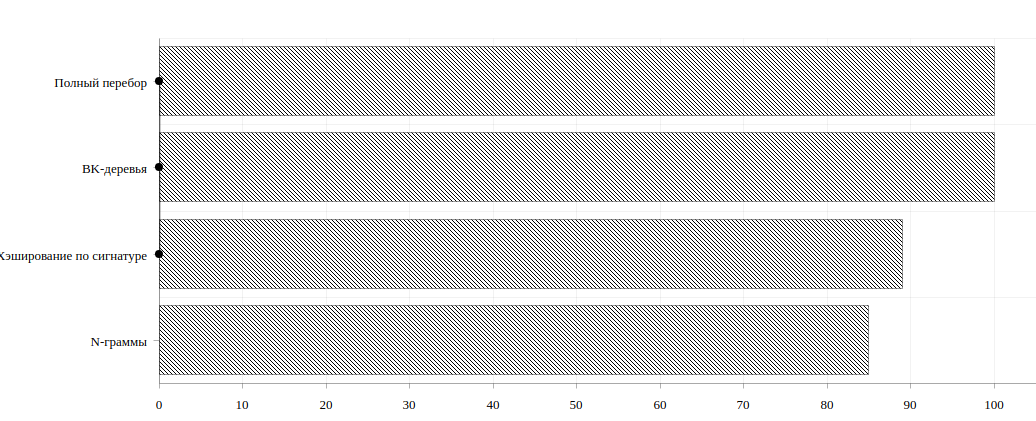 Полный перебор
BK-деревья
Хэширование по сигнатуре
N-граммы
0 10 20 30 40 50 60 70 80 90 100